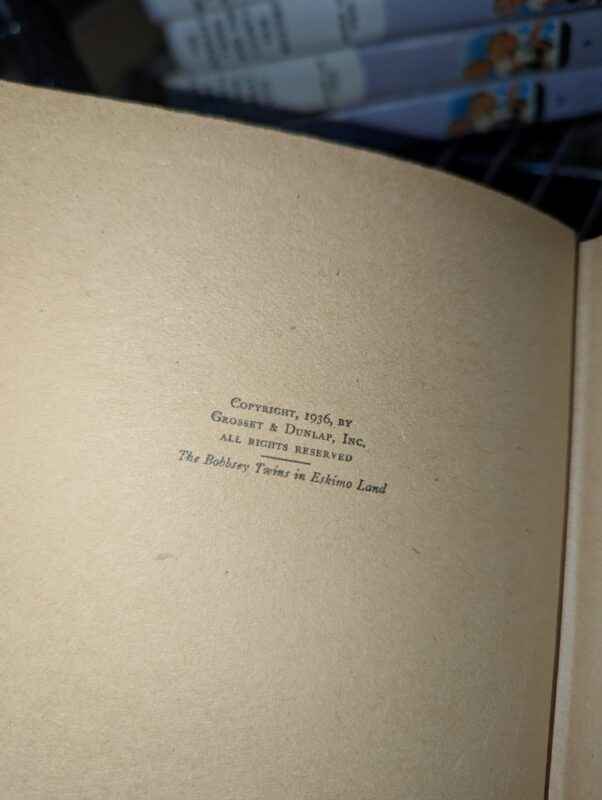 Copyright, 1936, by
Grosset & Dunlap, Inc.
all rights reserved
The Bobbsey Twins in Eskimo Land